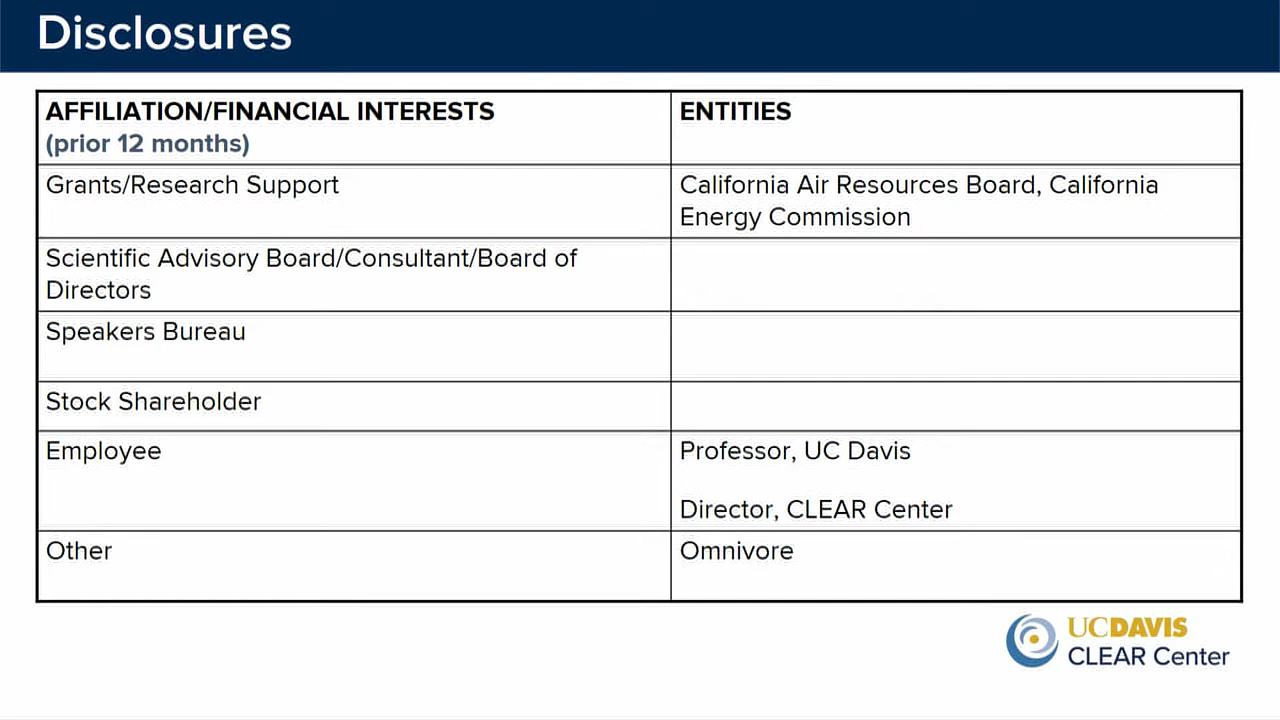 Disclosures
AFFILIATION/FINANCIAL INTERESTS
(prior 12 months)
ENTITIES
Grants/Research Support
California Air Resources Board, California
Energy Commission
Scientific Advisory Board/Consultant/Board of
Directors
Speakers Bureau
Stock Shareholder
Employee
Professor, UC Davis
Director, CLEAR Center
Other
Omnivore
UCDAVIS
CLEAR Center